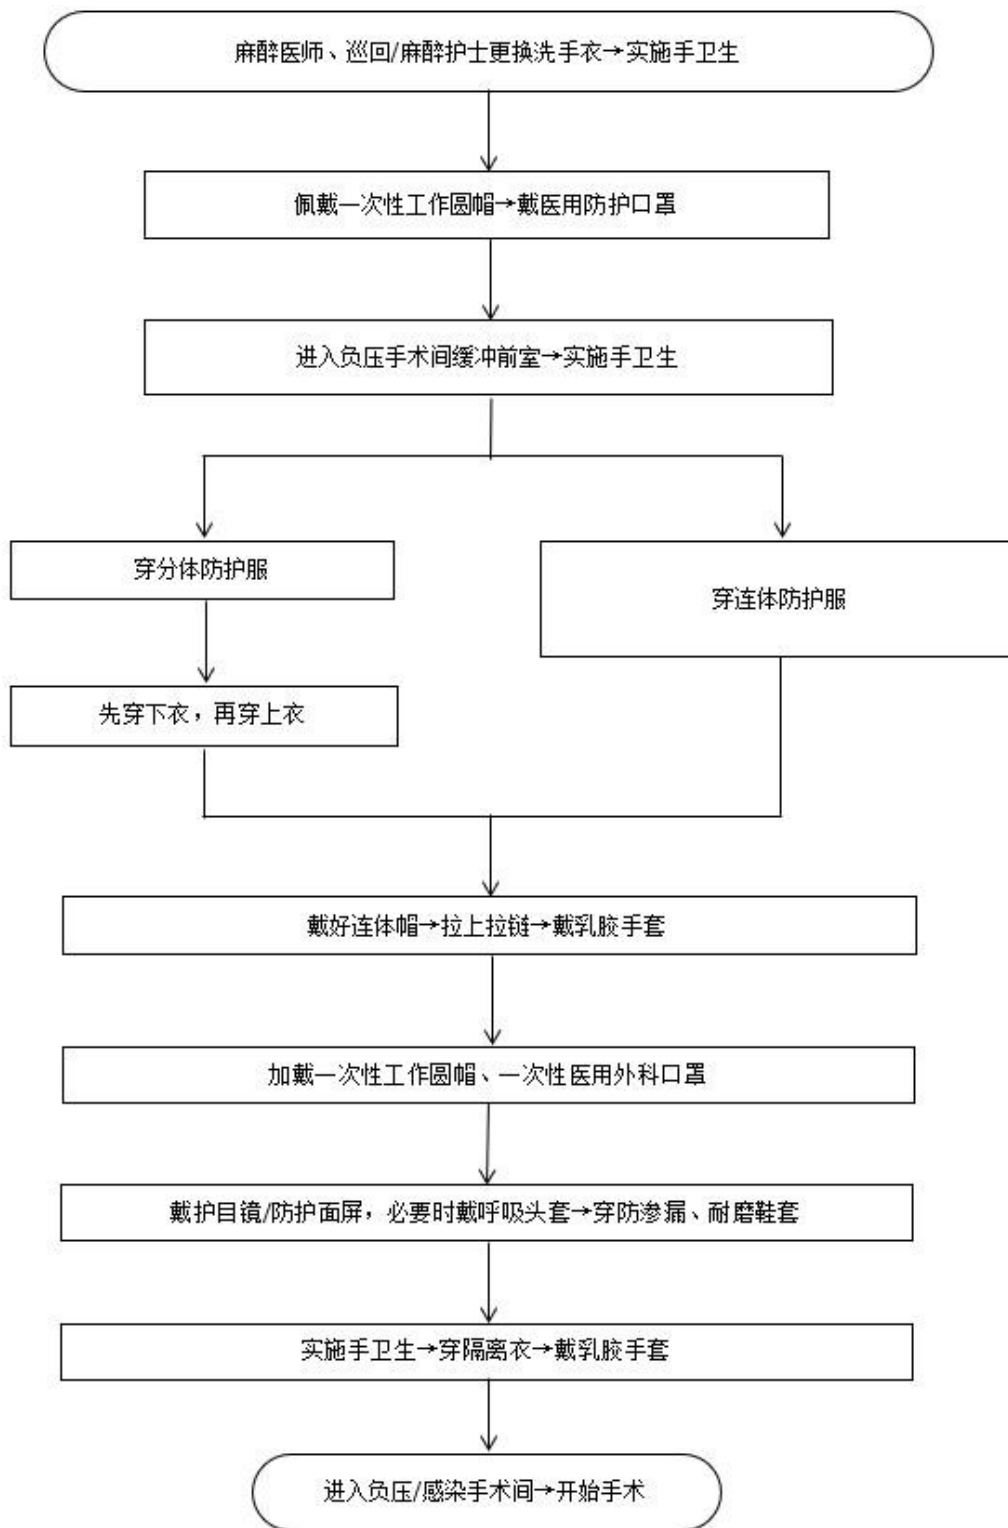 麻醉医师、巡回/麻醉护士更换洗手衣→实施手卫生
佩戴一次性工作圆帽→戴医用防护口罩
进入负压手术间缓冲前室→实施手卫生
穿分体防护服
穿连体防护服
先穿下衣，再穿上衣
戴好连体帽→拉上拉链→戴乳胶手套
加戴一次性工作圆帽、一次性医用外科口罩
戴护目镜/防护面屏，必要时戴呼吸头套→穿防渗漏、耐磨鞋套
实施手卫生→穿隔离衣→戴乳胶手套
进入负压/感染手术间→开始手术